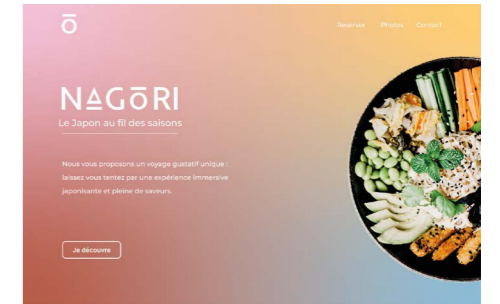 ō
Réserver Photos Contact
NAGōRI
Le Japon au fil des saisons
Nous vous proposons un voyage gustatif unique :
laissez vous tentez par une expérience immersive
japonisante et pleine de saveurs.
Je découvre